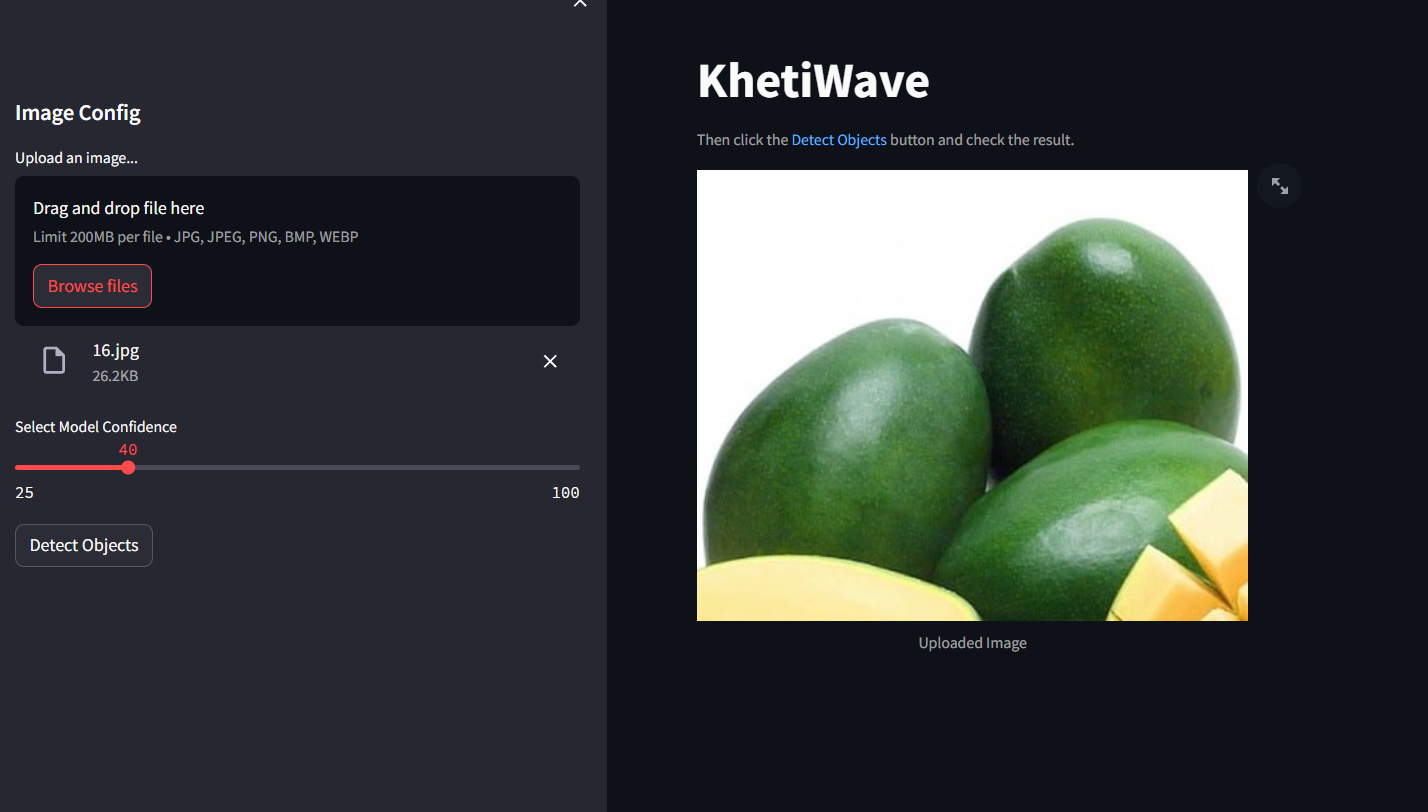 Image Config
Upload an image...
Drag and drop file here
Limit 200MB per file • JPG, JPEG, PNG, BMP, WEBP
Browse files
16.jpg
26.2KB
Select Model Confidence
40
25 100
Detect Objects
KhetiWave
Then click the Detect Objects button and check the result.
Uploaded Image